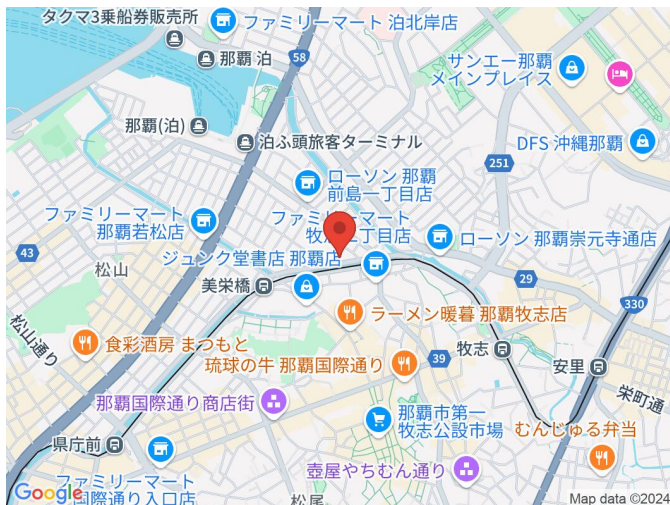 タクマ3乗船券販売所
ファミリーマート 泊北岸店
那覇 泊
58
サンエー那覇
メインプレイス
那覇(泊)
泊ふ頭旅客ターミナル
DFS 沖縄那覇
251
ローソン 那覇
前島一丁目店
ファミリーマート
那覇若松店
ファミリーマート
ローソン 那覇崇元寺通店
43
松山
ジュンク堂書店 那覇店
美栄橋
29
330
ラーメン暖暮 那覇牧志店
松山通り
食彩酒房 まつもと
琉球の牛 那覇国際通り
39
牧志
安里
栄町通
那覇国際通り商店街
那覇市第一
牧志公設市場
むんじゅる弁当
県庁前
壺屋やちむん通り
ファミリーマート
国際通り入口店
松尾
Google
Map data ©2024